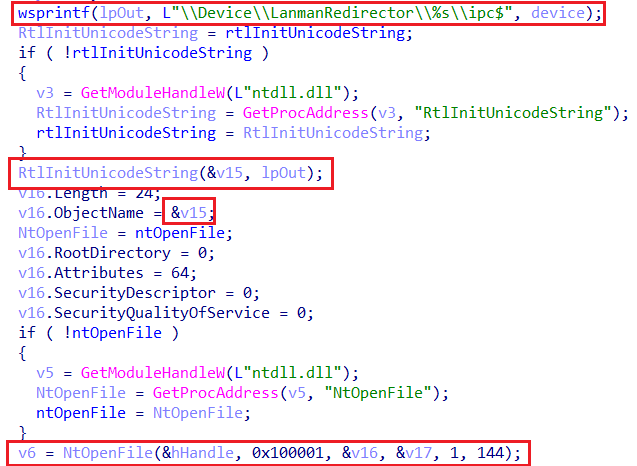 wsprintf(lpOut, L"\\Device\\LanmanRedirector\\%s\\ipc$", device);
RtlInitUnicodeString = rtlInitUnicodeString;
if ( !rtlInitUnicodeString )
{
v3 = GetModuleHandleW(L"ntdll.dll");
RtlInitUnicodeString = GetProcAddress(v3, "RtlInitUnicodeString");
rtlInitUnicodeString = RtlInitUnicodeString;
}
RtlInitUnicodeString(&v15, lpOut);
v16.Length = 24;
v16.ObjectName = &v15;
NtOpenFile = ntOpenFile;
v16.RootDirectory = 0;
v16.Attributes = 64;
v16.SecurityDescriptor = 0;
v16.SecurityQualityOfService = 0;
if ( !ntOpenFile )
{
v5 = GetModuleHandleW(L"ntdll.dll");
NtOpenFile = GetProcAddress(v5, "NtOpenFile");
ntOpenFile = NtOpenFile;
}
v6 = NtOpenFile(&hHandle, 0x100001, &v16, &v17, 1, 144);